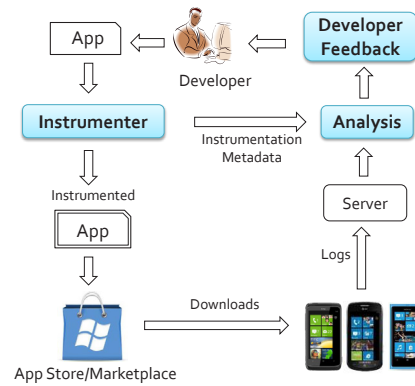 App
Developer
Developer
Feedback
Instrumenter
Instrumentation
Metadata
Analysis
Instrumented
App
Server
Logs
Downloads
App Store/Marketplace